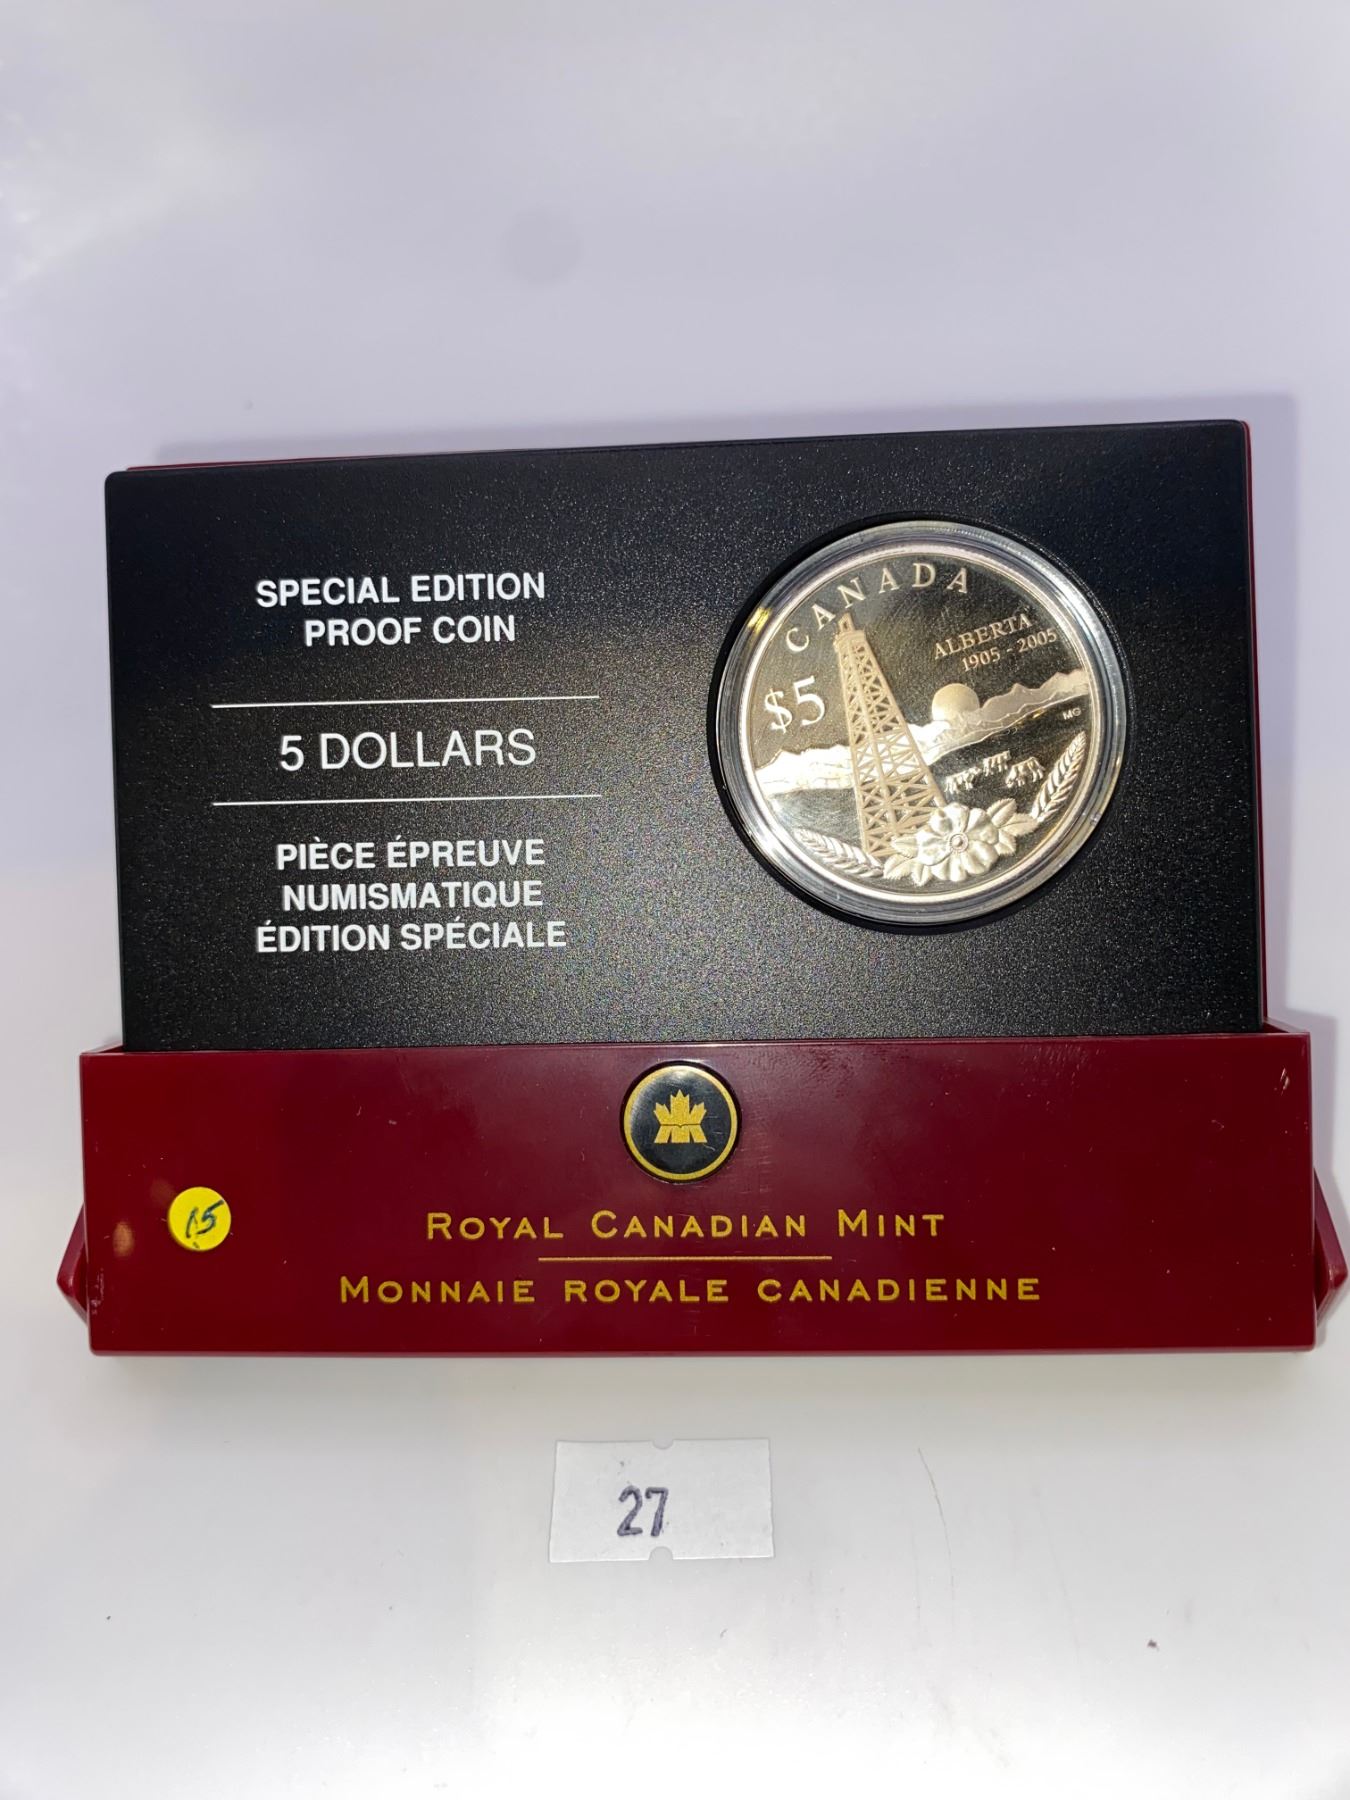 SPECIAL EDITION
PROOF COIN
5 DOLLARS
PIÈCE ÉPREUVE
NUMISMATIQUE
ÉDITION SPÉCIALE
CANADA
ALBERTA
1905 - 2005
$5
MG
ROYAL CANADIAN MINT
MONNAIE ROYALE CANADIENNE
27